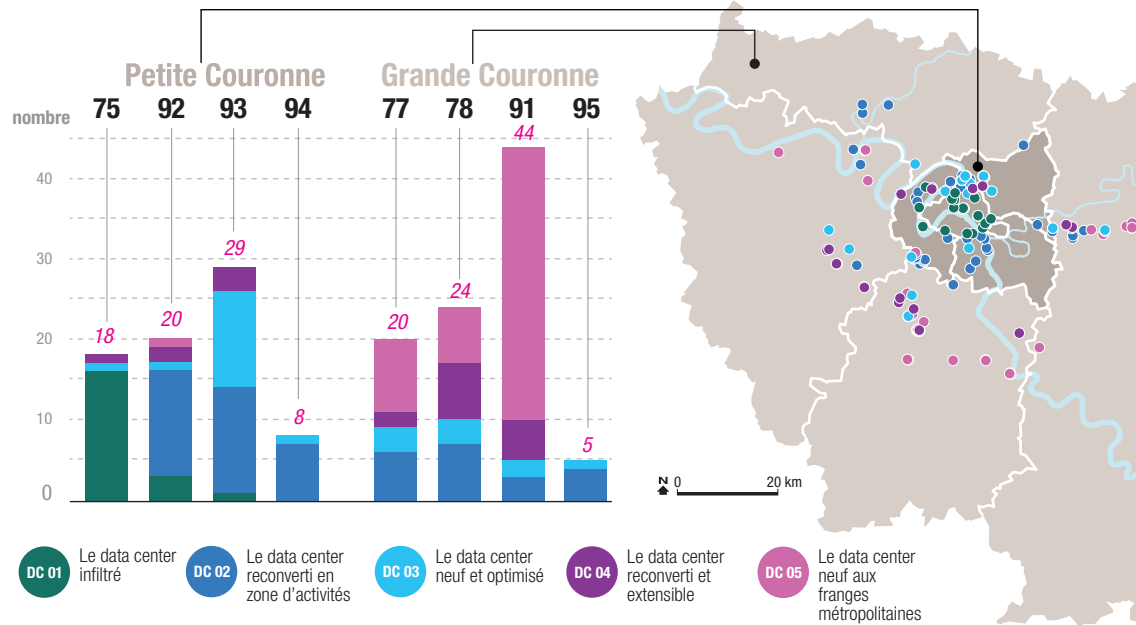 Petite Couronne
Grande Couronne
nombre
75 92 93 94 77 78 91 95
44
40
29
30
24
20
20
20
18
10
8
5
0
N 0 20 km
DC 01
Le data center
infiltré
DC 02
Le data center
reconverti en
zone d'activités
DC 03
Le data center
neuf et optimisé
DC 04
Le data center
reconverti et
extensible
DC 05
Le data center
neuf aux
franges
métropolitaines